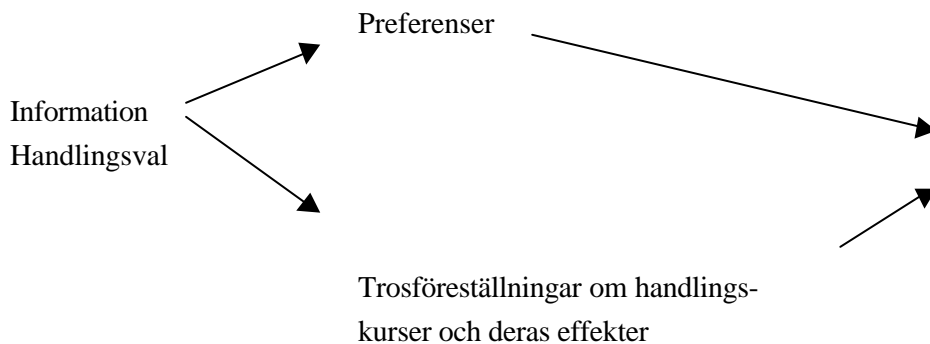 Preferenser
Information
Handlingsval
Trosföreställningar om handlings-
kurser och deras effekter